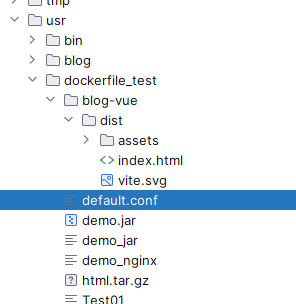 tmp
usr
bin
blog
dockerfile_test
blog-vue
dist
assets
index.html
vite.svg
default.conf
demo.jar
demo_jar
demo_nginx
html.tar.gz
Test01